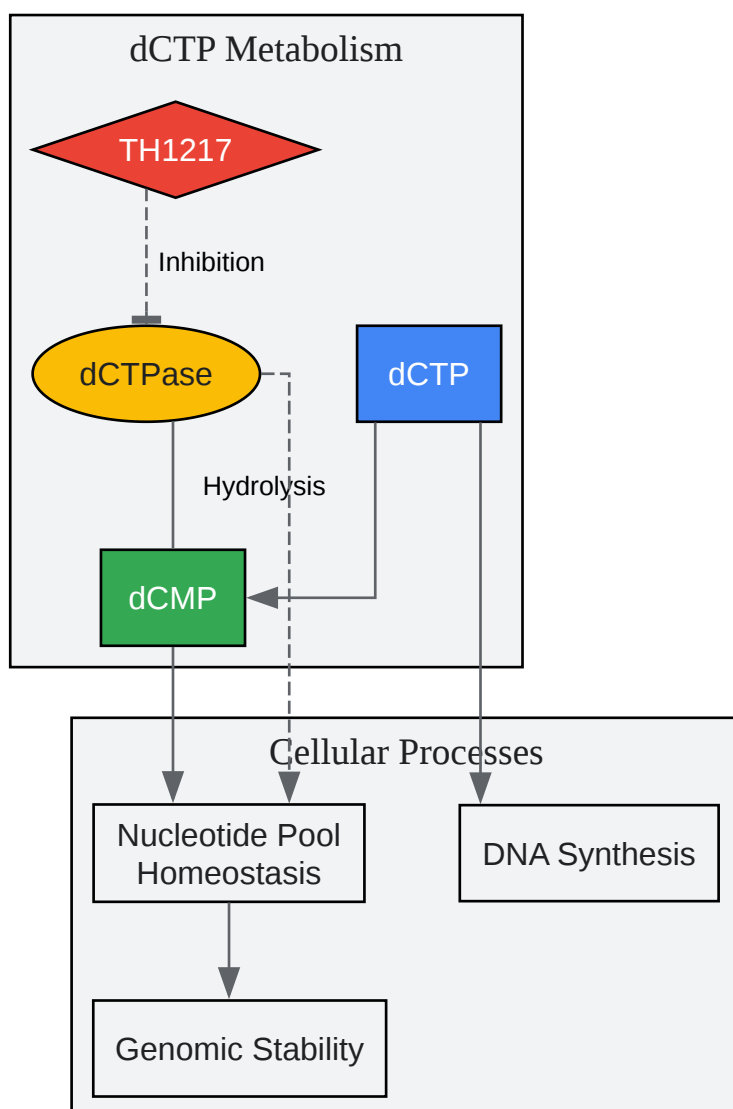 dCTP Metabolism
TH1217
Inhibition
dCTPase
dCTP
Hydrolysis
dCMP
Cellular Processes
Nucleotide Pool
Homeostasis
DNA Synthesis
Genomic Stability